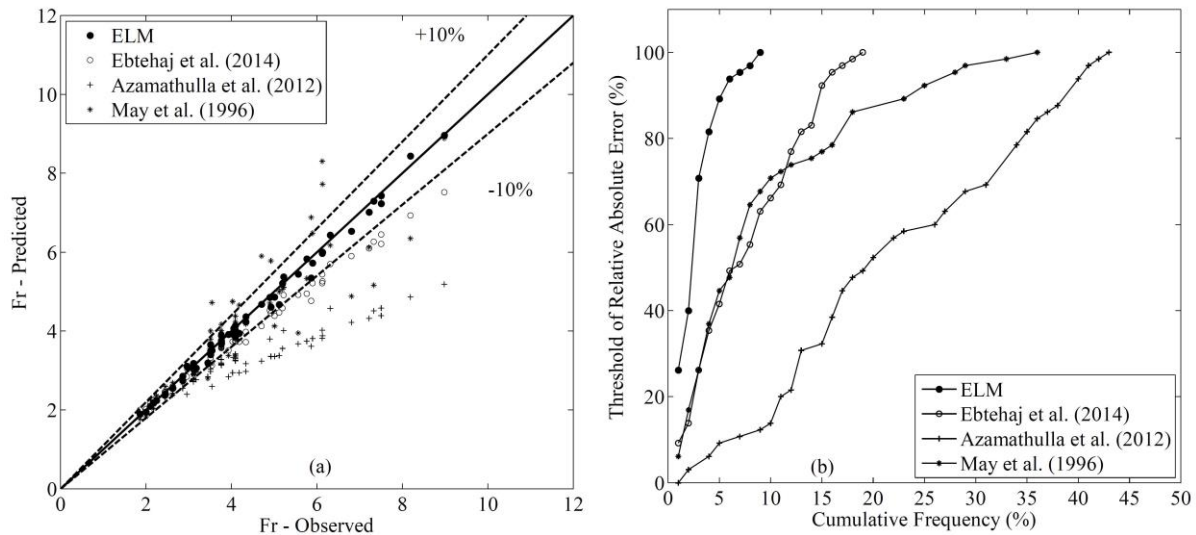 12
10
8
6
4
2
0
Fr - Predicted
ELM
Ebtehaj et al. (2014)
Azamathulla et al. (2012)
May et al. (1996)
+10%
-10%
(a)
0 2 4 6 8 10 12
Fr - Observed
100
80
60
40
20
0
Threshold of Relative Absolute Error (%)
ELM
Ebtehaj et al. (2014)
Azamathulla et al. (2012)
May et al. (1996)
(b)
0 5 10 15 20 25 30 35 40 45 50
Cumulative Frequency (%)